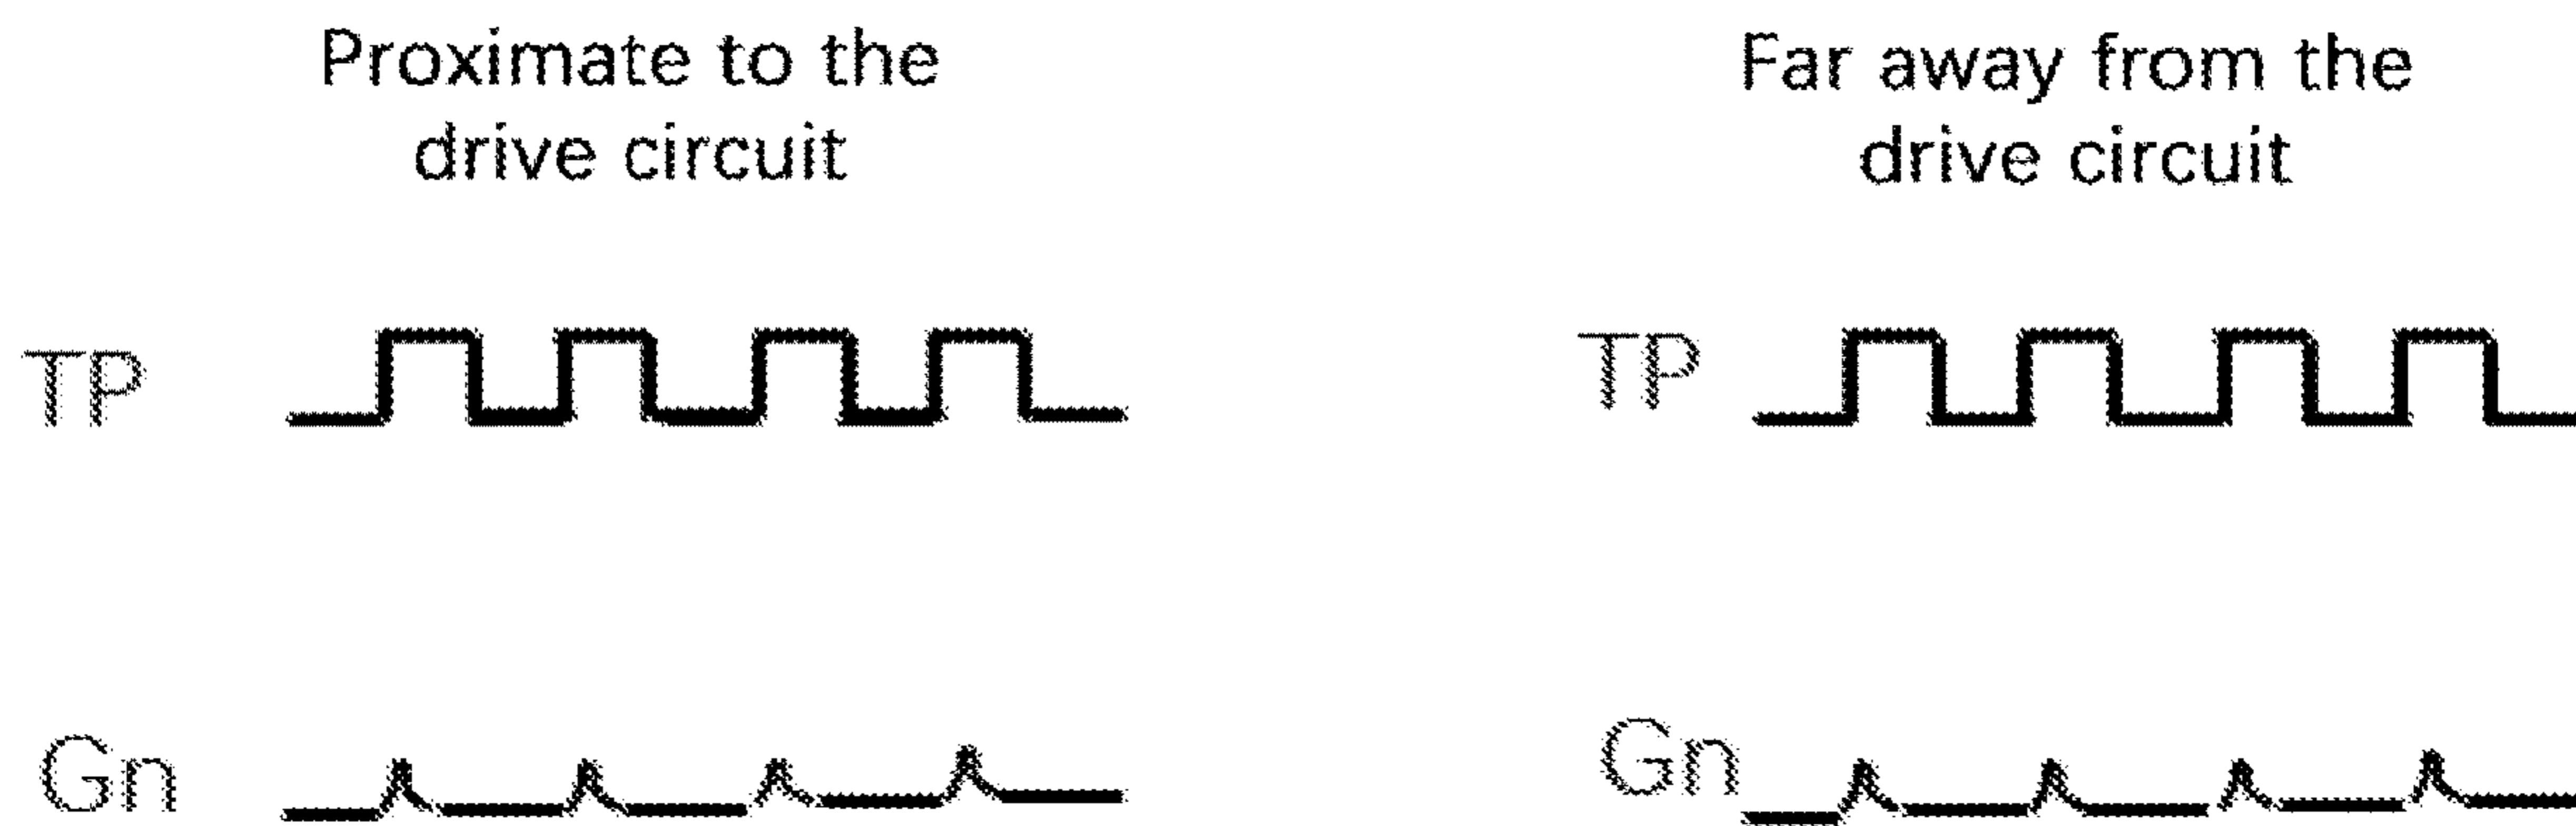 Proximate to the
drive circuit
Far away from the
drive circuit
TP
TP
Gn
Gn